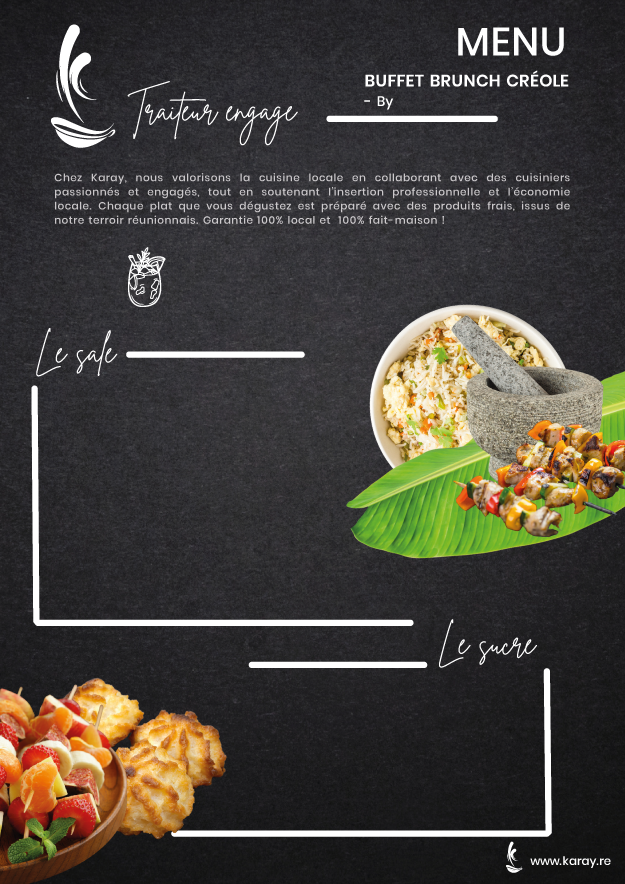 MENU
BUFFET BRUNCH CRÉOLE
- By
Traiteur engage
Chez Karay, nous valorisons la cuisine locale en collaborant avec des cuisiniers
passionnés et engagés, tout en soutenant l'insertion professionnelle et l'économie
locale. Chaque plat que vous dégustez est préparé avec des produits frais, issus de
notre terroir réunionnais. Garantie 100% local et 100% fait-maison !
Le sale
Le sucre
www.karay.re